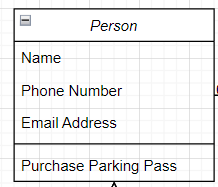 Person
Name
Phone Number
Email Address
Purchase Parking Pass